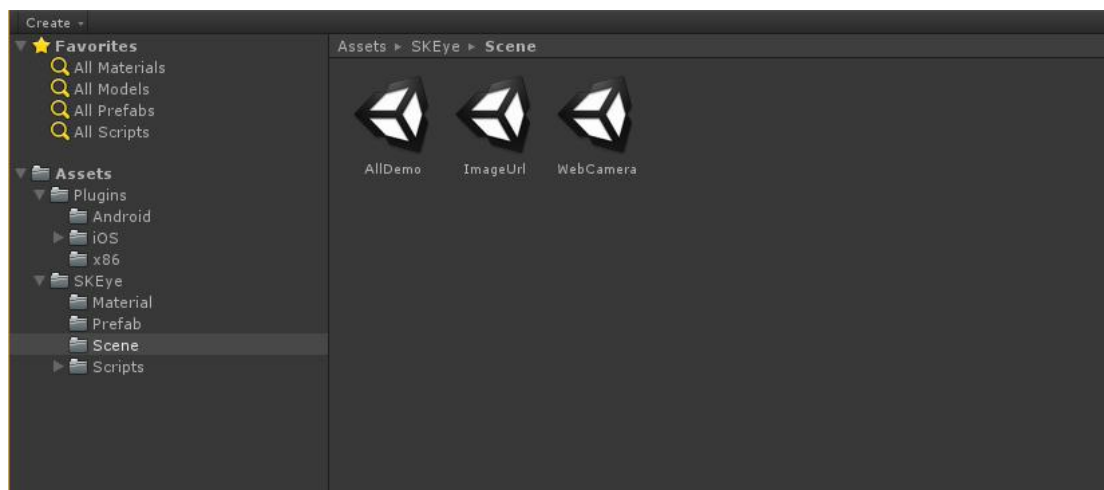 Create
Favorites
All Materials
All Models
All Prefabs
All Scripts
Assets
Plugins
Android
iOS
x86
SKEye
Material
Prefab
Scene
Scripts
Assets ▸ SKEye ▸ Scene
AllDemo
ImageUrl
WebCamera